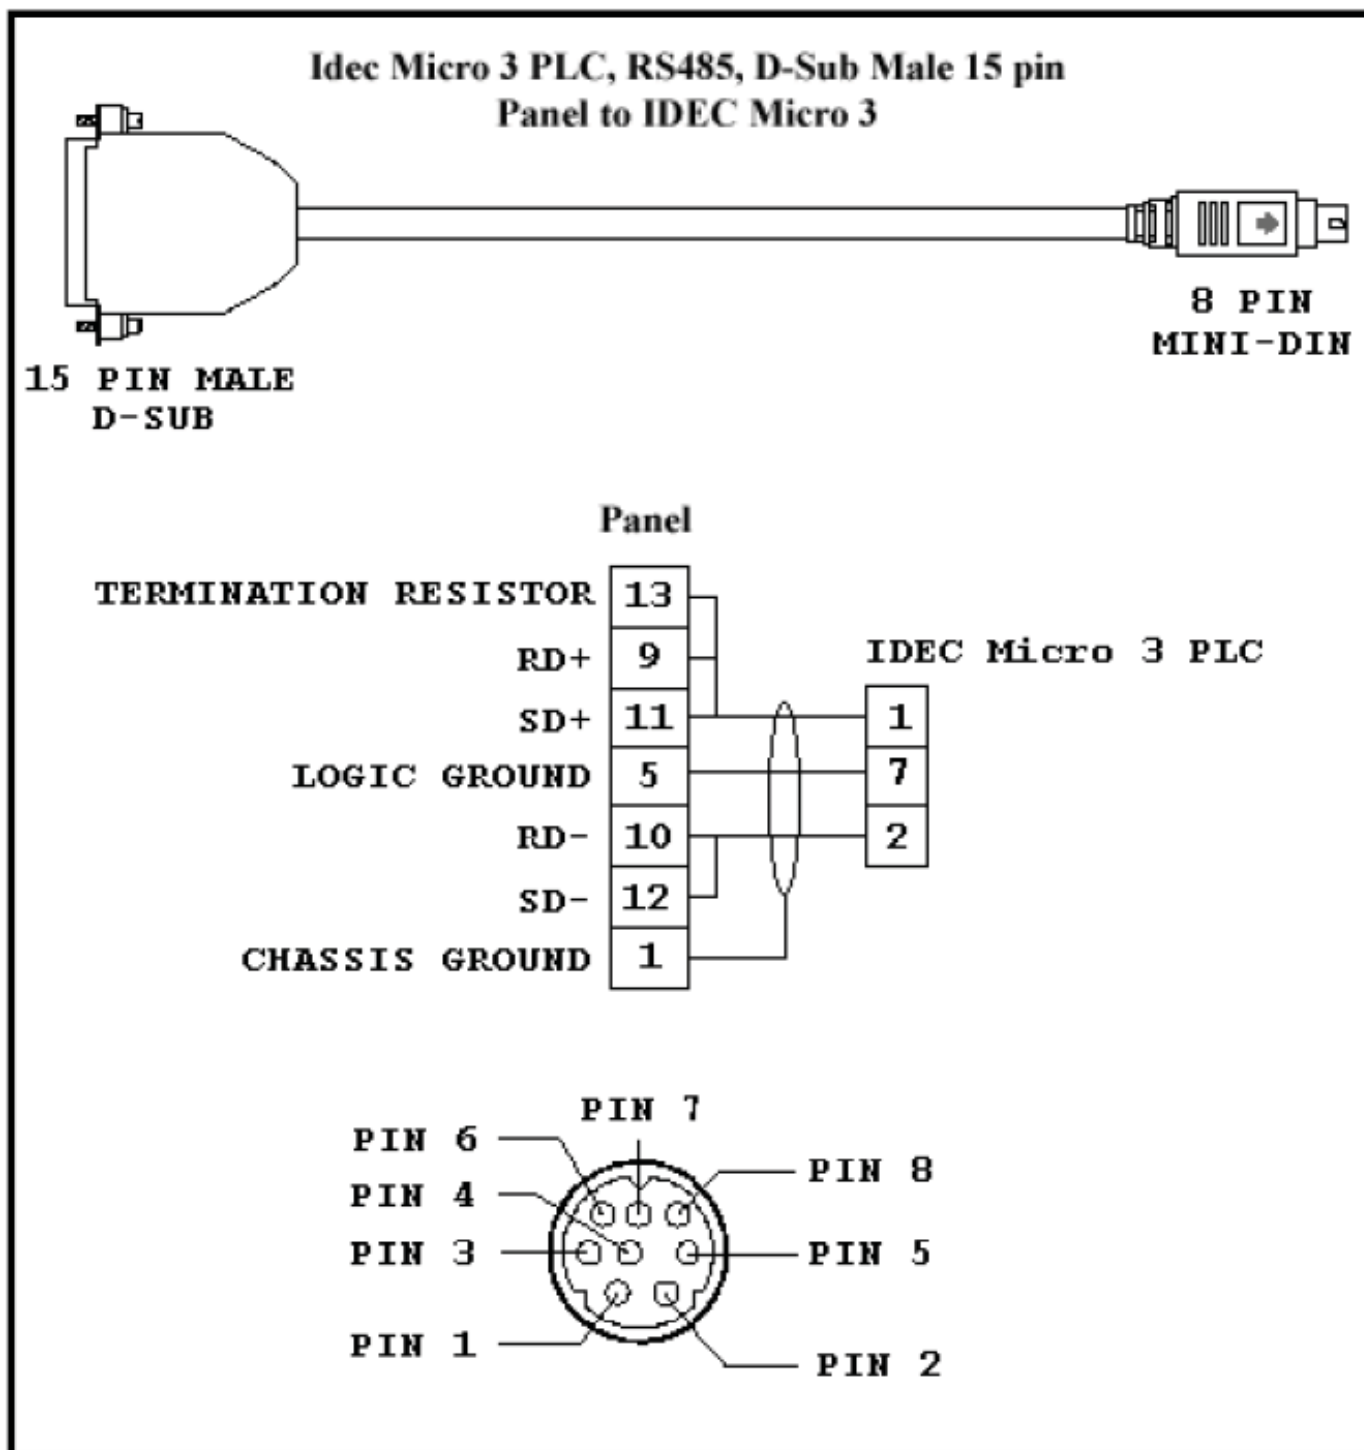 Idec Micro 3 PLC, RS485, D-Sub Male 15 pin
Panel to IDEC Micro 3
8 PIN
MINI-DIN
15 PIN MALE
D-SUB
Panel
TERMINATION RESISTOR 13
RD+ 9
IDEC Micro 3 PLC
SD+ 11 1
LOGIC GROUND 5 7
RD- 10 2
SD- 12
CHASSIS GROUND 1
PIN 7
PIN 6
PIN 8
PIN 4
PIN 3
PIN 5
PIN 1
PIN 2